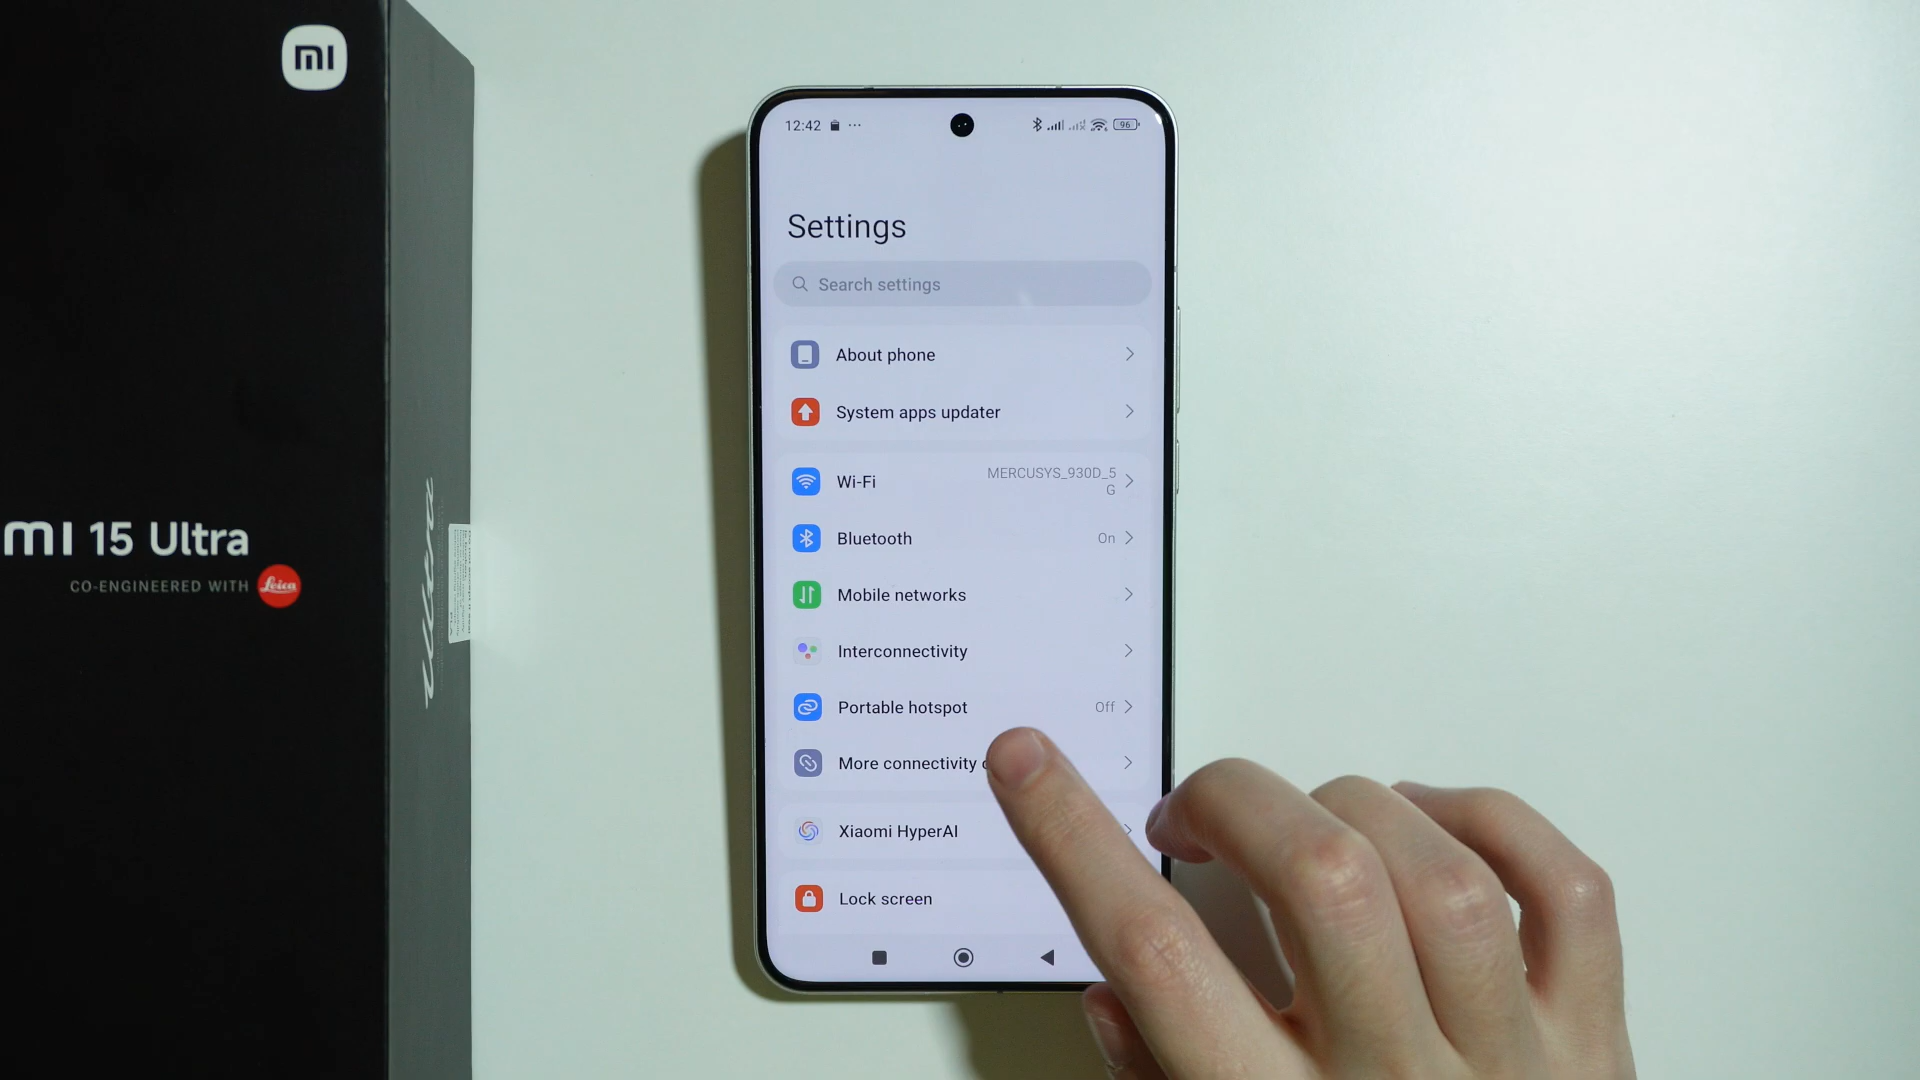 mi
MI 15 Ultra
CO-ENGINEERED WITH
Leica
Ultra
12:42
96
Settings
Search settings
About phone
System apps updater
Wi-Fi
MERCUSYS_930D_5
G
Bluetooth
On
Mobile networks
Interconnectivity
Portable hotspot
Off
More connectivity
Xiaomi HyperAI
Lock screen